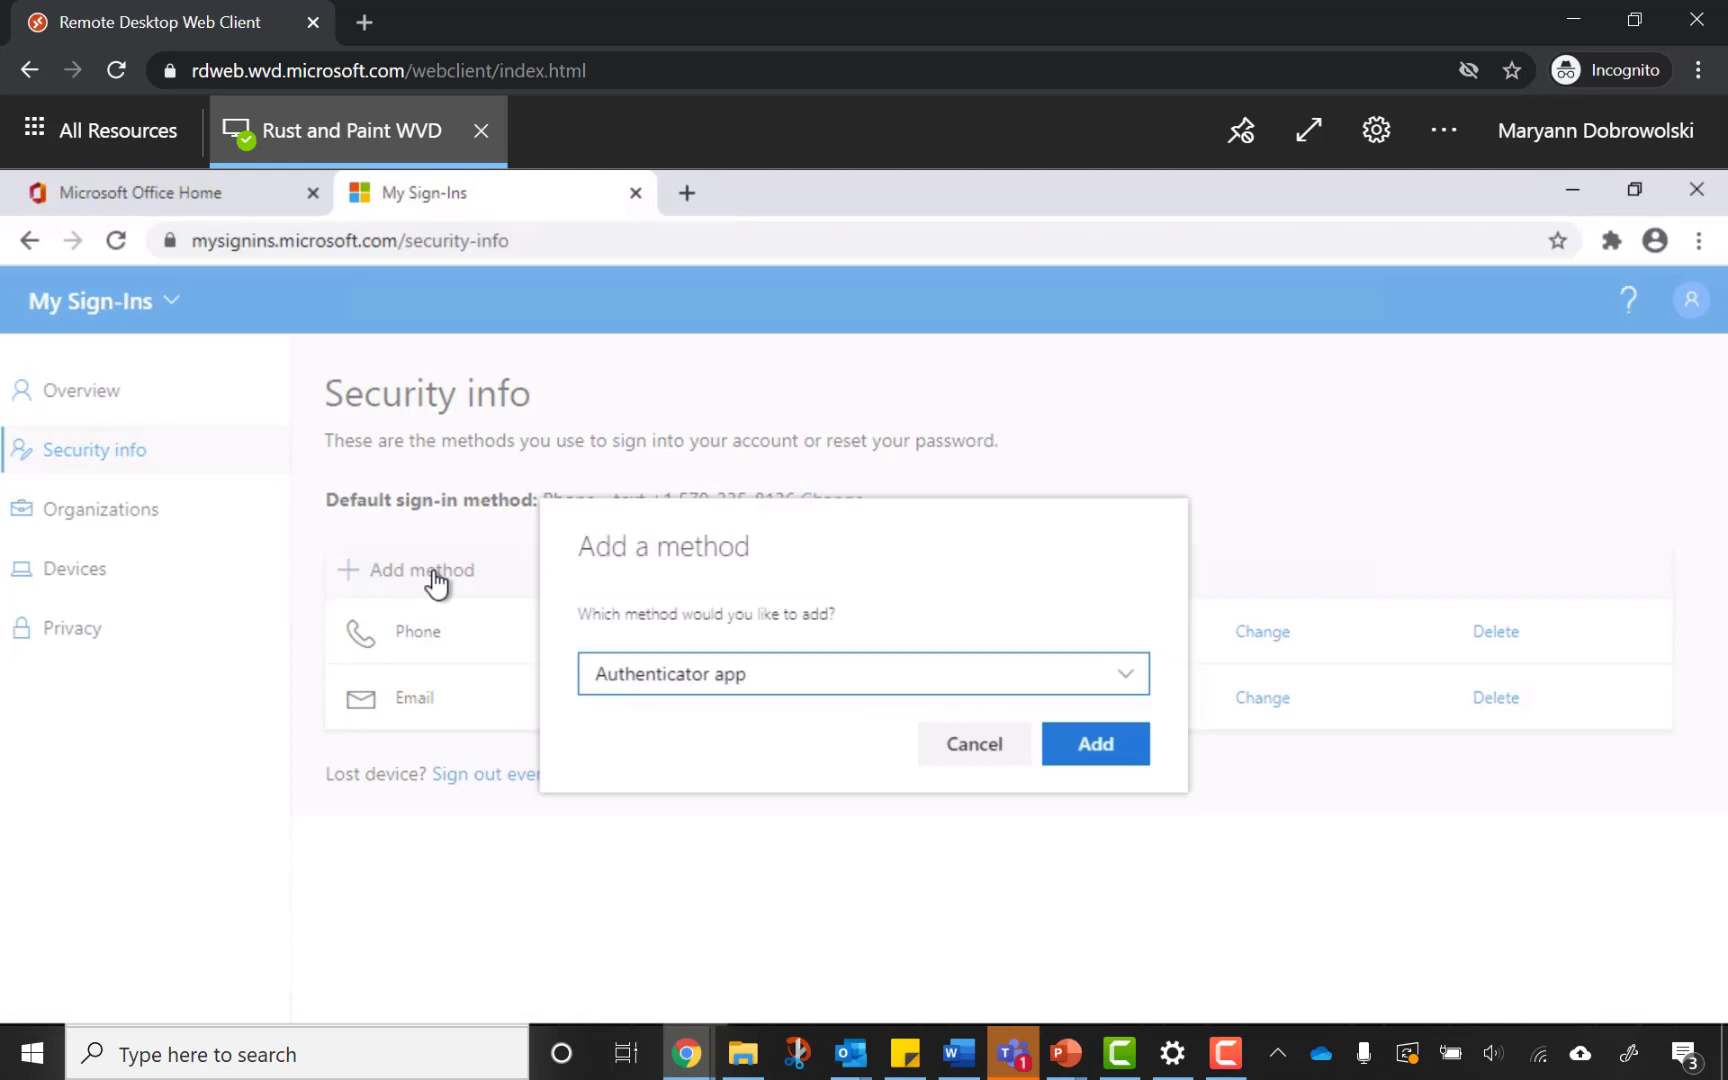 Remote Desktop Web Client
rdweb.wvd.microsoft.com/webclient/index.html
Incognito
All Resources
Rust and Paint WVD
Maryann Dobrowolski
Microsoft Office Home
My Sign-Ins
mysignins.microsoft.com/security-info
My Sign-Ins
?
Overview
Security info
Organizations
Devices
Privacy
Security info
These are the methods you use to sign into your account or reset your password.
Default sign-in method:
Add method
Phone
Change
Delete
Email
Change
Delete
Lost device? Sign out ever
Add a method
Which method would you like to add?
Authenticator app
Cancel
Add
Type here to search
1
3